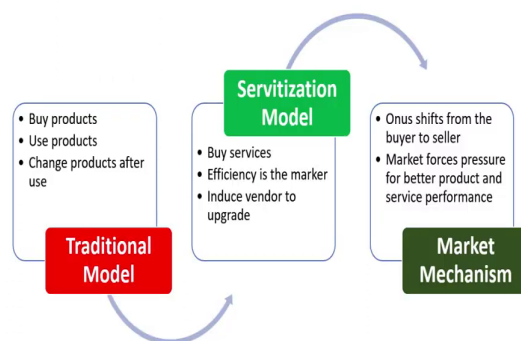 • Buy products
• Use products
• Change products after
use
Traditional
Model
Servitization
Model
• Buy services
• Efficiency is the marker
• Induce vendor to
upgrade
• Onus shifts from the
buyer to seller
• Market forces pressure
for better product and
service performance
Market
Mechanism